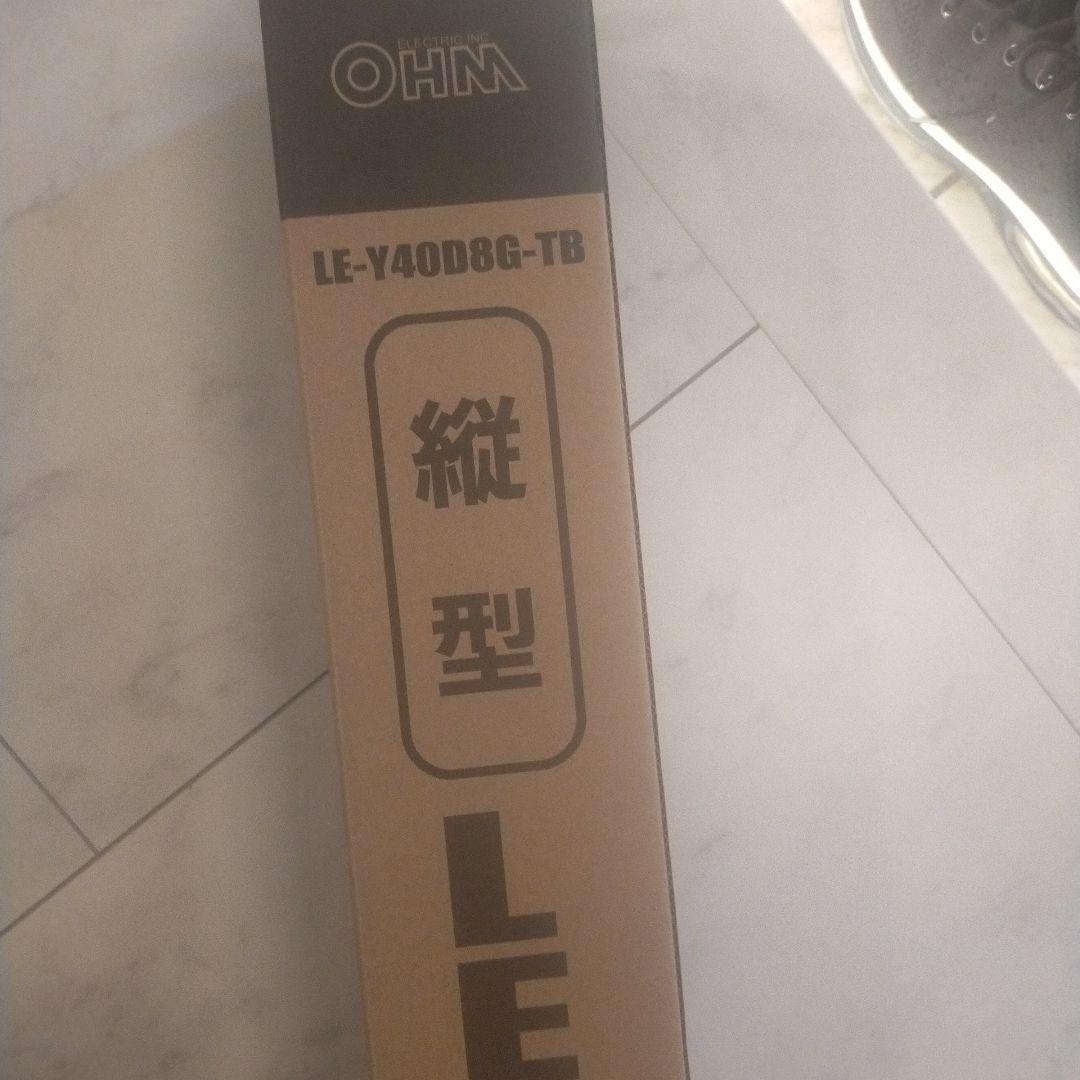 ELECTRIC INC.
OHM
LE-Y40D8G-TB
縦型
LE